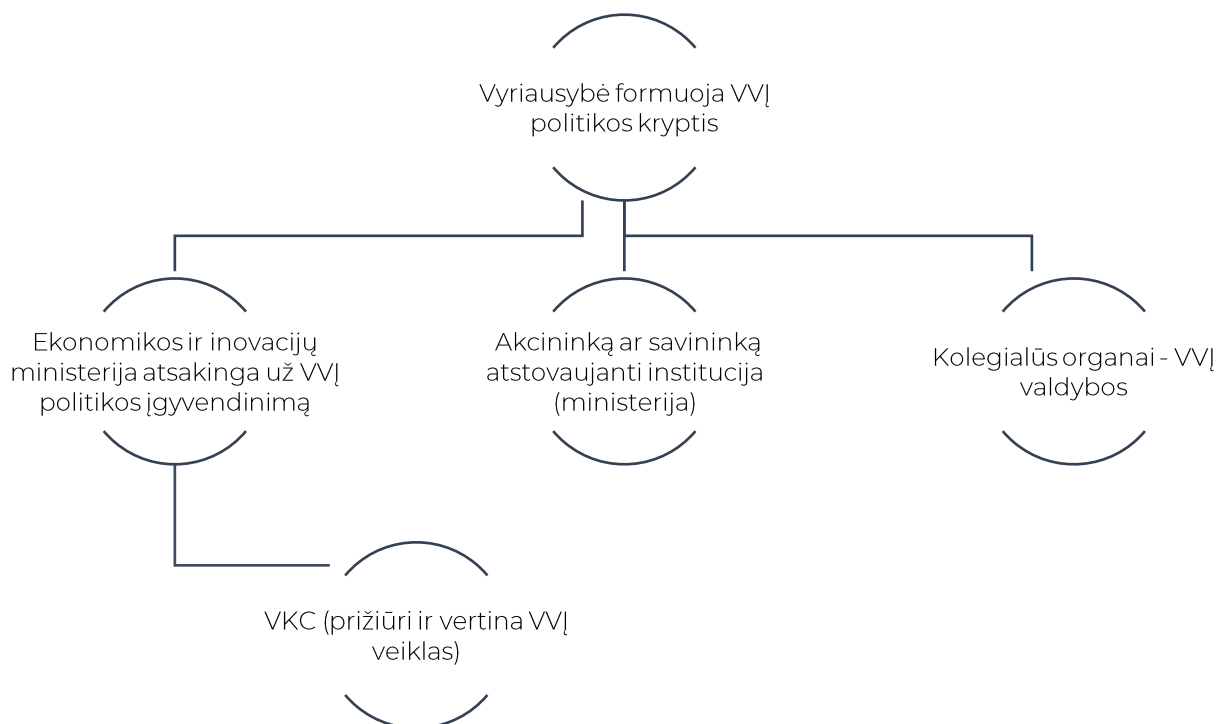 Vyriausybė formuoja VVĮ
politikos kryptis
Ekonomikos ir inovacijų
ministerija atsakinga už VVĮ
politikos įgyvendinimą
Akcininką ar savininką
atstovaujanti institucija
(ministerija)
Kolegialūs organai - VVĮ
valdybos
VKC (prižiūri ir vertina VVĮ
veiklas)